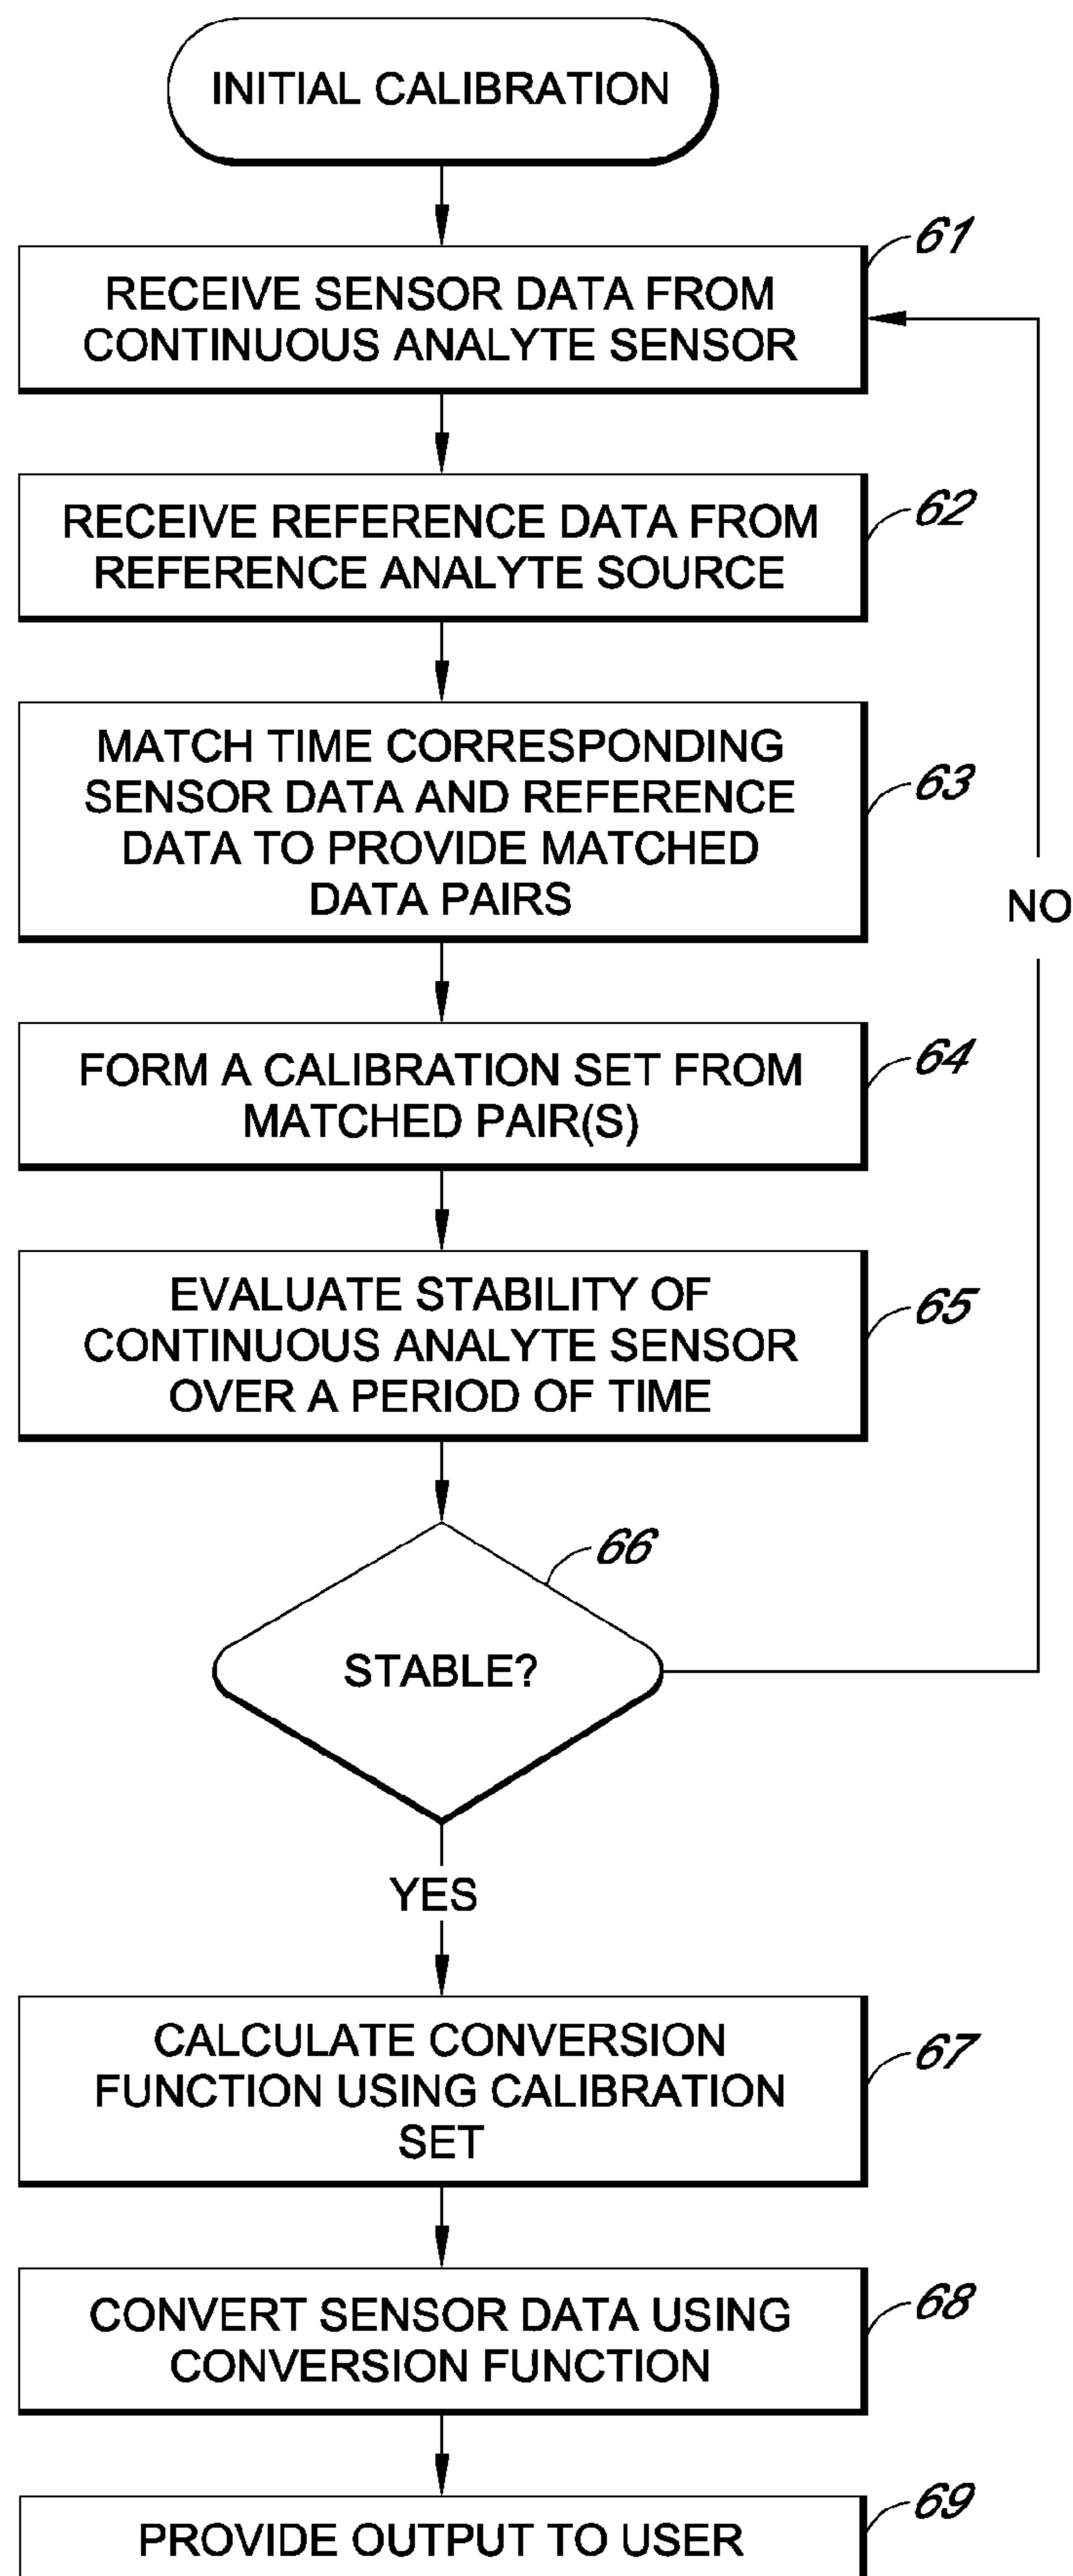 INITIAL CALIBRATION
61
RECEIVE SENSOR DATA FROM
CONTINUOUS ANALYTE SENSOR
62
RECEIVE REFERENCE DATA FROM
REFERENCE ANALYTE SOURCE
63
MATCH TIME CORRESPONDING
SENSOR DATA AND REFERENCE
DATA TO PROVIDE MATCHED
DATA PAIRS
NO
64
FORM A CALIBRATION SET FROM
MATCHED PAIR(S)
65
EVALUATE STABILITY OF
CONTINUOUS ANALYTE SENSOR
OVER A PERIOD OF TIME
66
STABLE?
YES
67
CALCULATE CONVERSION
FUNCTION USING CALIBRATION
SET
68
CONVERT SENSOR DATA USING
CONVERSION FUNCTION
69
PROVIDE OUTPUT TO USER